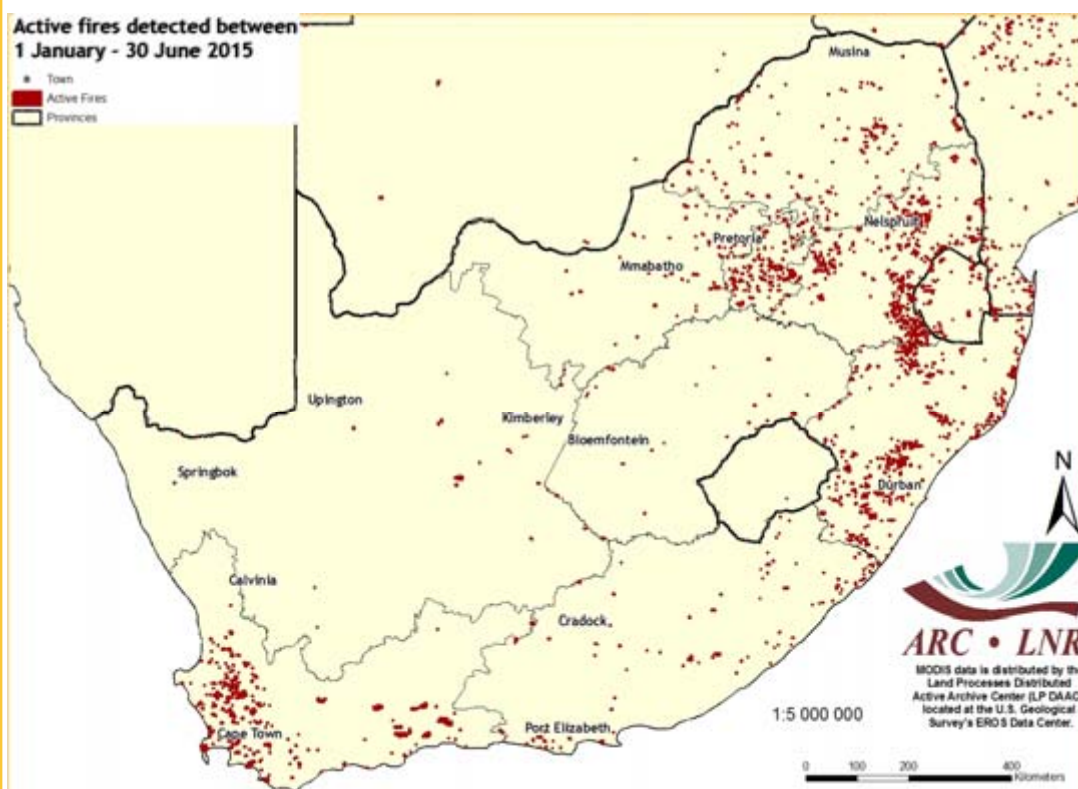 Active fires detected between
1 January - 30 June 2015
Town
Active Fires
Provinces
Musina
Nelspruit
Pretoria
Mmabatho
Upington
Kimberley
Bloemfontein
Springbok
Durban
N
Calvinia
Cradock
ARC • LNR
MODIS data is distributed by the
Land Processes Distributed
Active Archive Center (LP DAAC)
located at the U.S. Geological
Survey's EROS Data Center.
1:5 000 000
Cape Town
Port Elizabeth
0 100 200 400
Kilometers